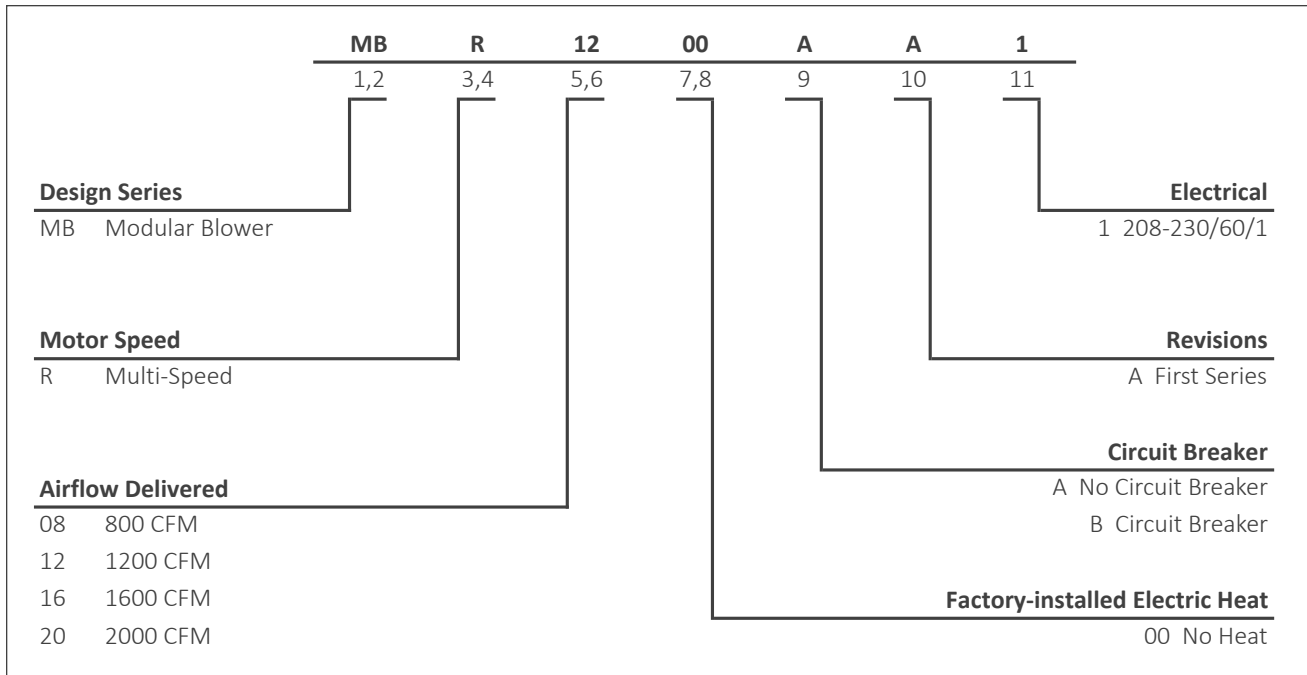 MB R 12 00 A A 1
1,2 3,4 5,6 7,8 9 10 11
Design Series
MB Modular Blower
Motor Speed
R Multi-Speed
Airflow Delivered
08 800 CFM
12 1200 CFM
16 1600 CFM
20 2000 CFM
Electrical
1 208-230/60/1
Revisions
A First Series
Circuit Breaker
A No Circuit Breaker
B Circuit Breaker
Factory-installed Electric Heat
00 No Heat